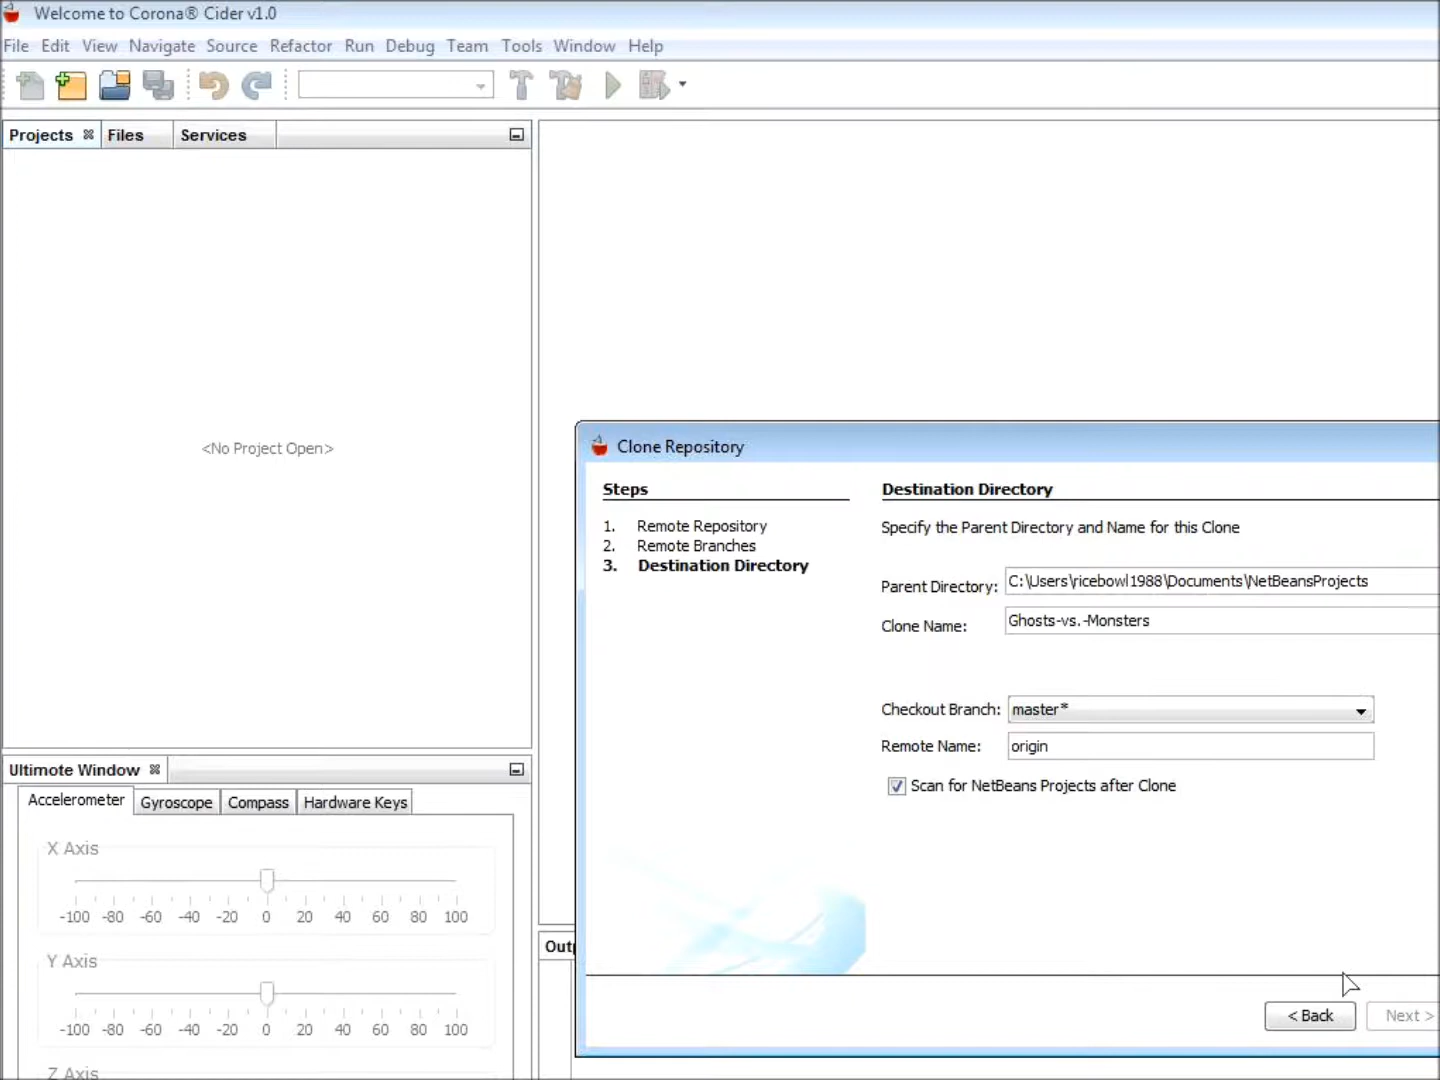 Welcome to Corona® Cider v1.0
File Edit View Navigate Source Refactor Run Debug Team Tools Window Help
Projects Files Services
<No Project Open>
Clone Repository
Steps
1. Remote Repository
2. Remote Branches
3. Destination Directory
Destination Directory
Specify the Parent Directory and Name for this Clone
Parent Directory: C:\Users\ricebowl1988\Documents\NetBeansProjects
Clone Name: Ghosts-vs.-Monsters
Checkout Branch: master*
Remote Name: origin
Scan for NetBeans Projects after Clone
< Back Next >
Ultimote Window
Accelerometer Gyroscope Compass Hardware Keys
X Axis
-100 -80 -60 -40 -20 0 20 40 60 80 100
Y Axis
-100 -80 -60 -40 -20 0 20 40 60 80 100
Z Axis
Outp